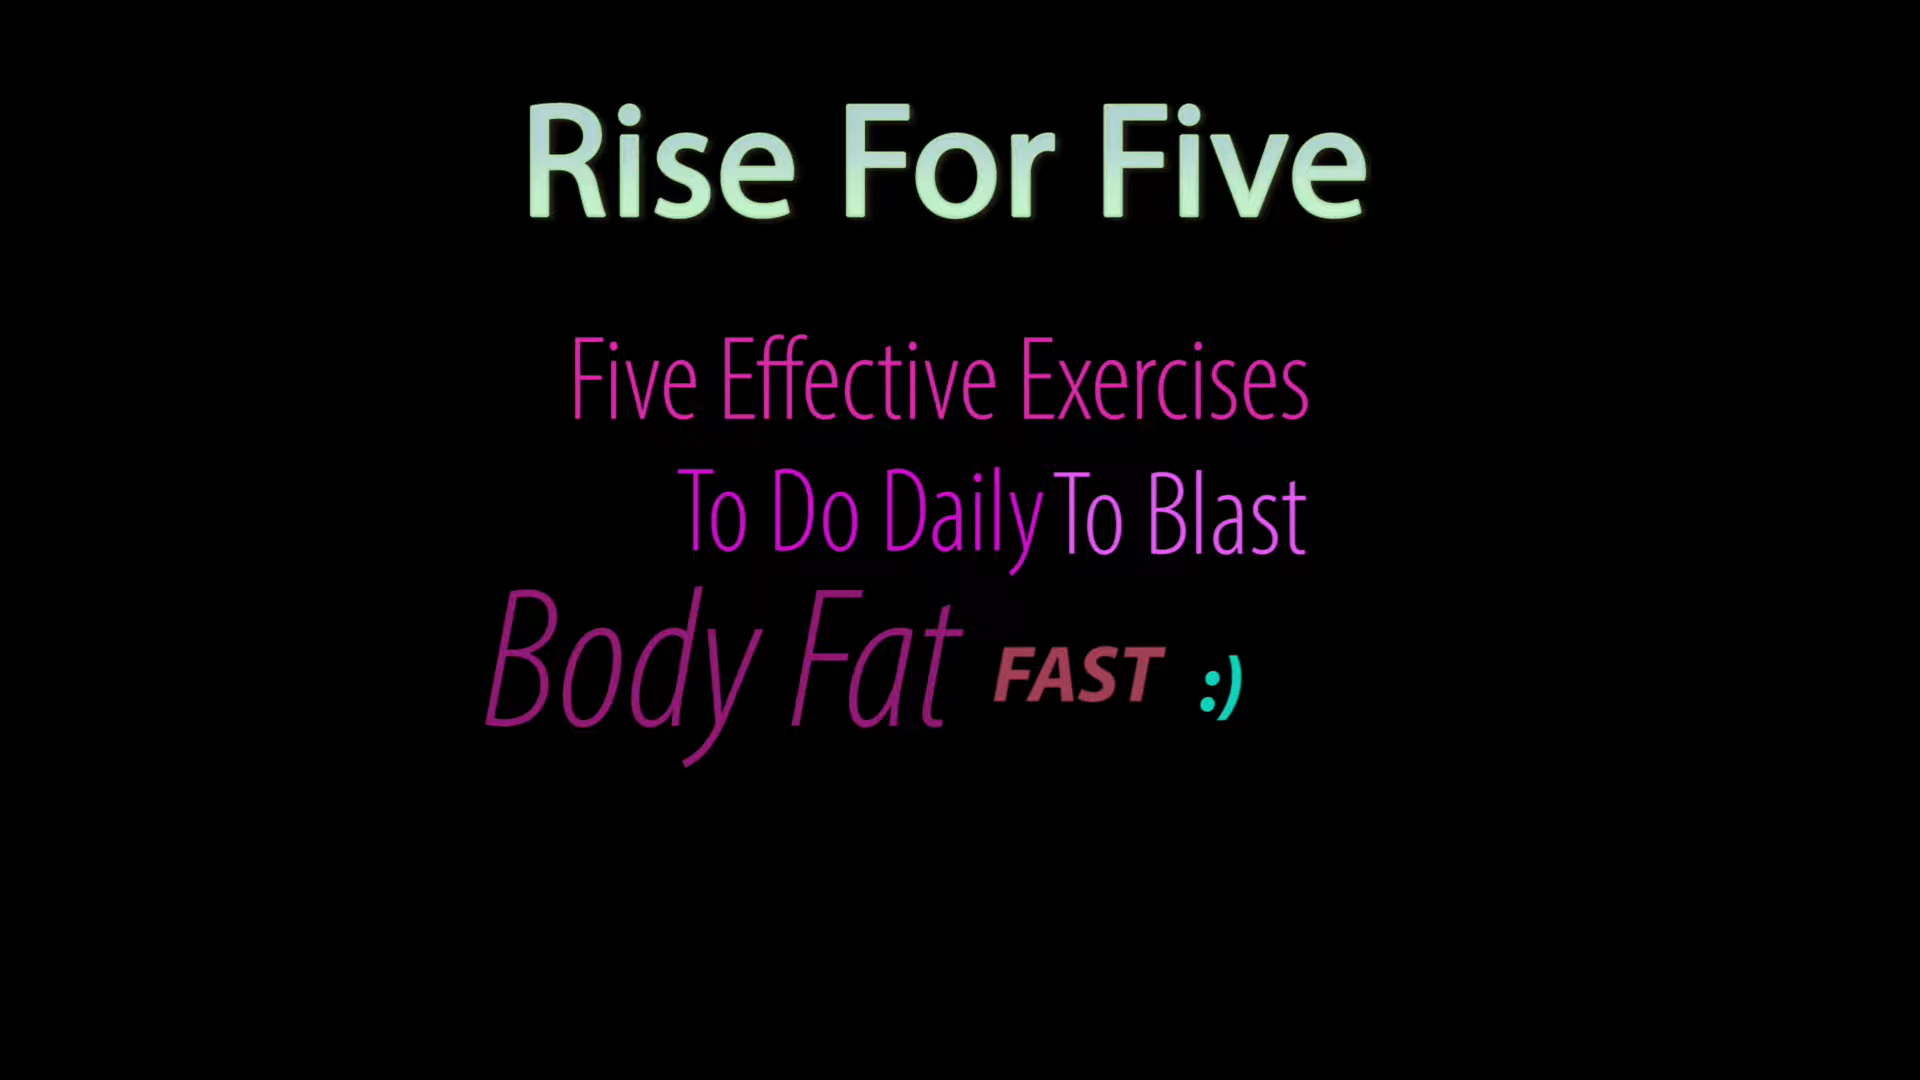 Rise For Five
Five Effective Exercises
To Do Daily To Blast
Body Fat FAST :)